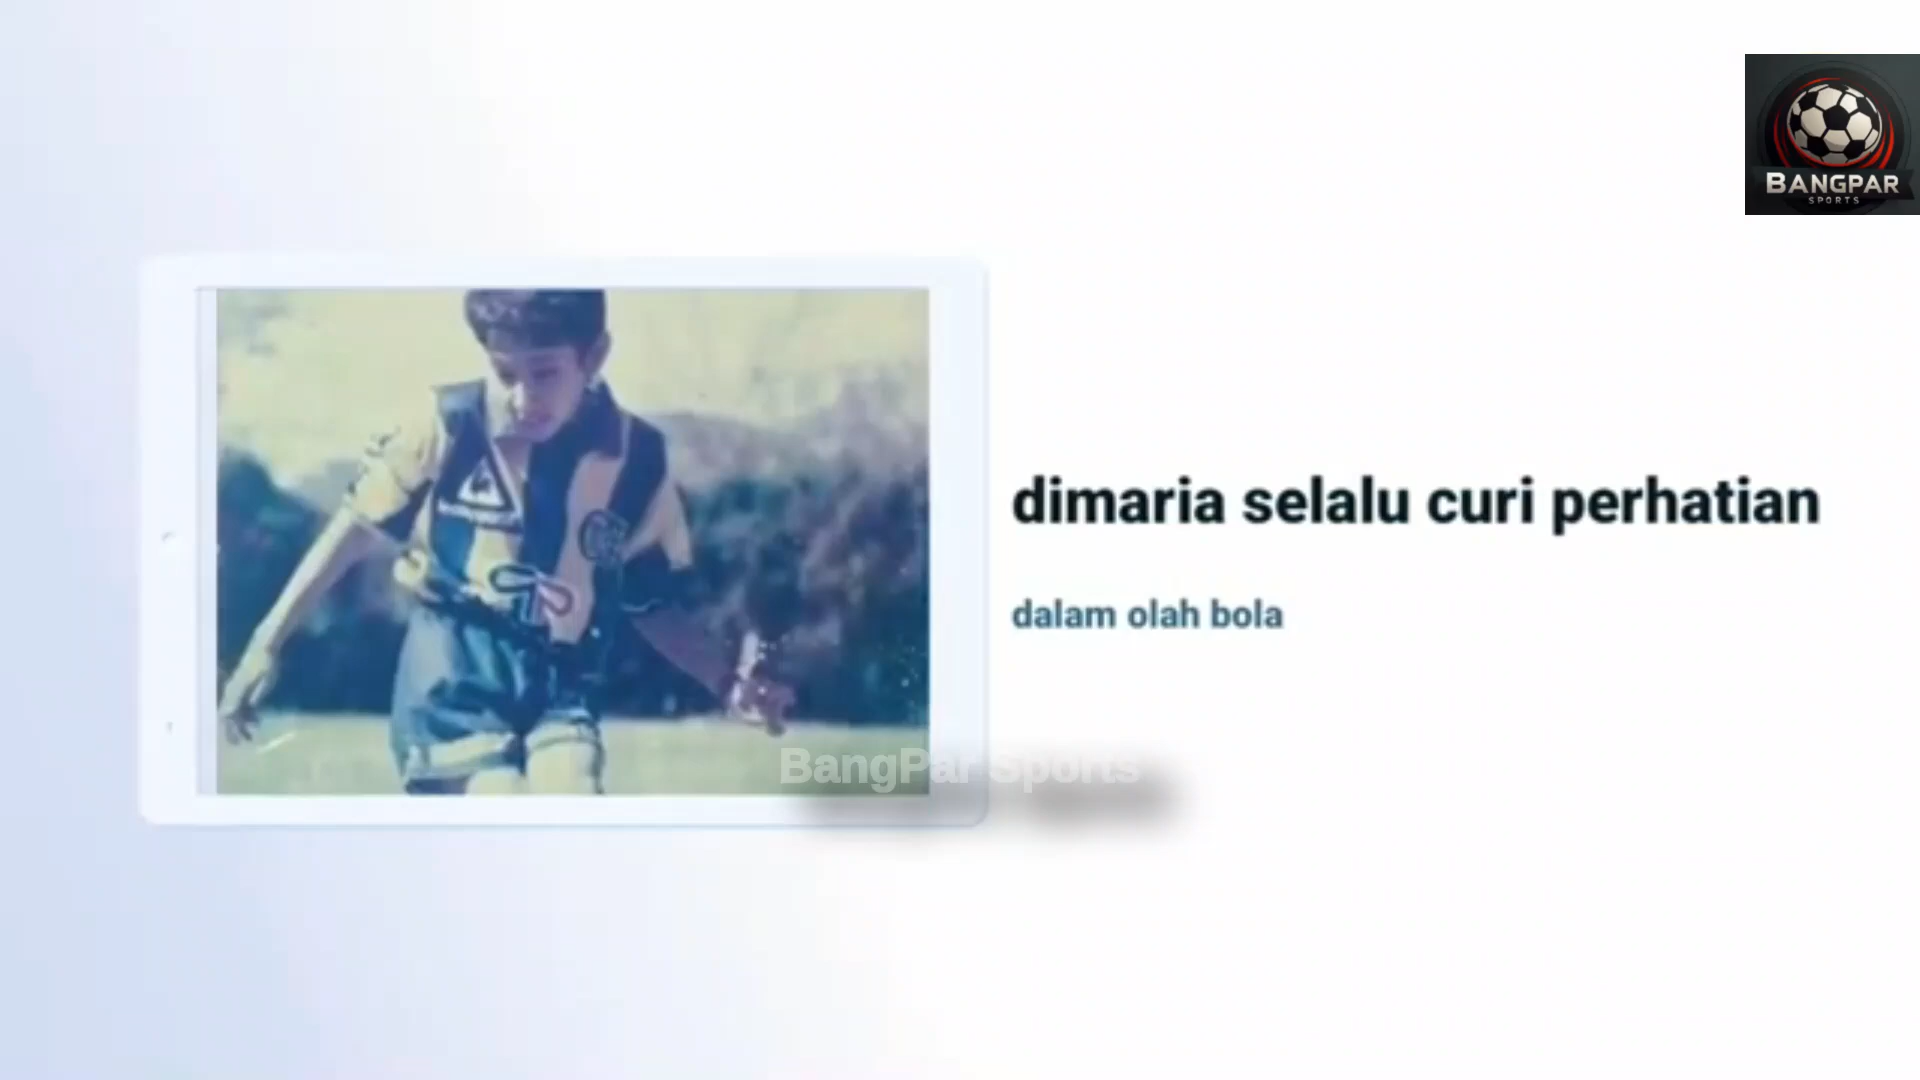 BANGPAR
SPORTS
dimaria selalu curi perhatian
dalam olah bola
BangPar Sports